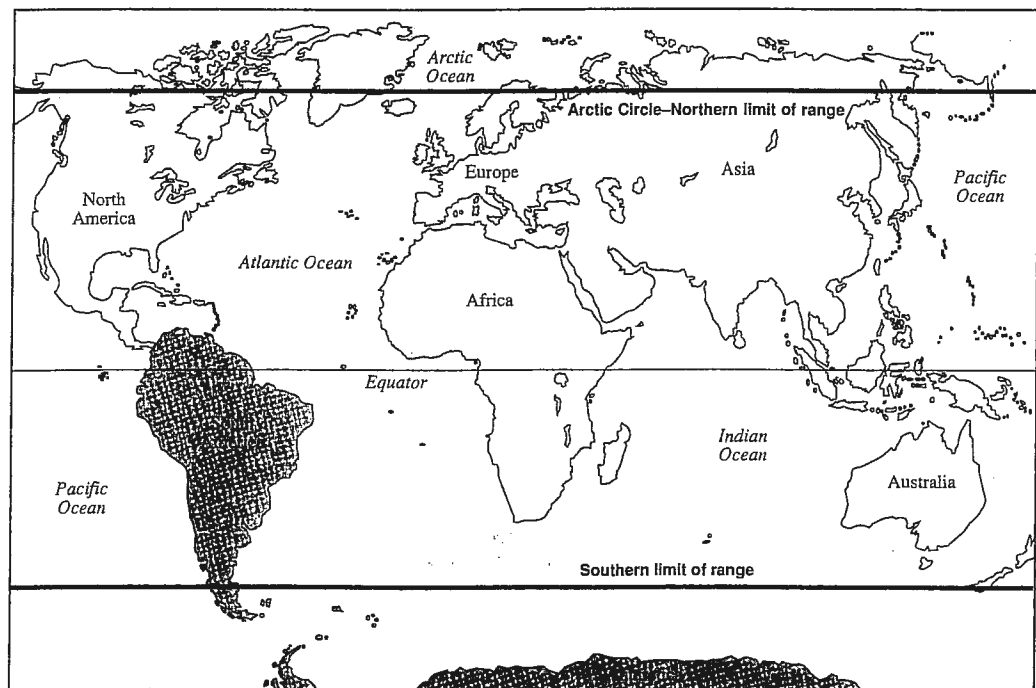 Arctic
Ocean
Arctic Circle–Northern limit of range
Europe
Asia
Pacific
Ocean
North
America
Atlantic Ocean
Africa
Equator
Indian
Ocean
Australia
Pacific
Ocean
Southern limit of range